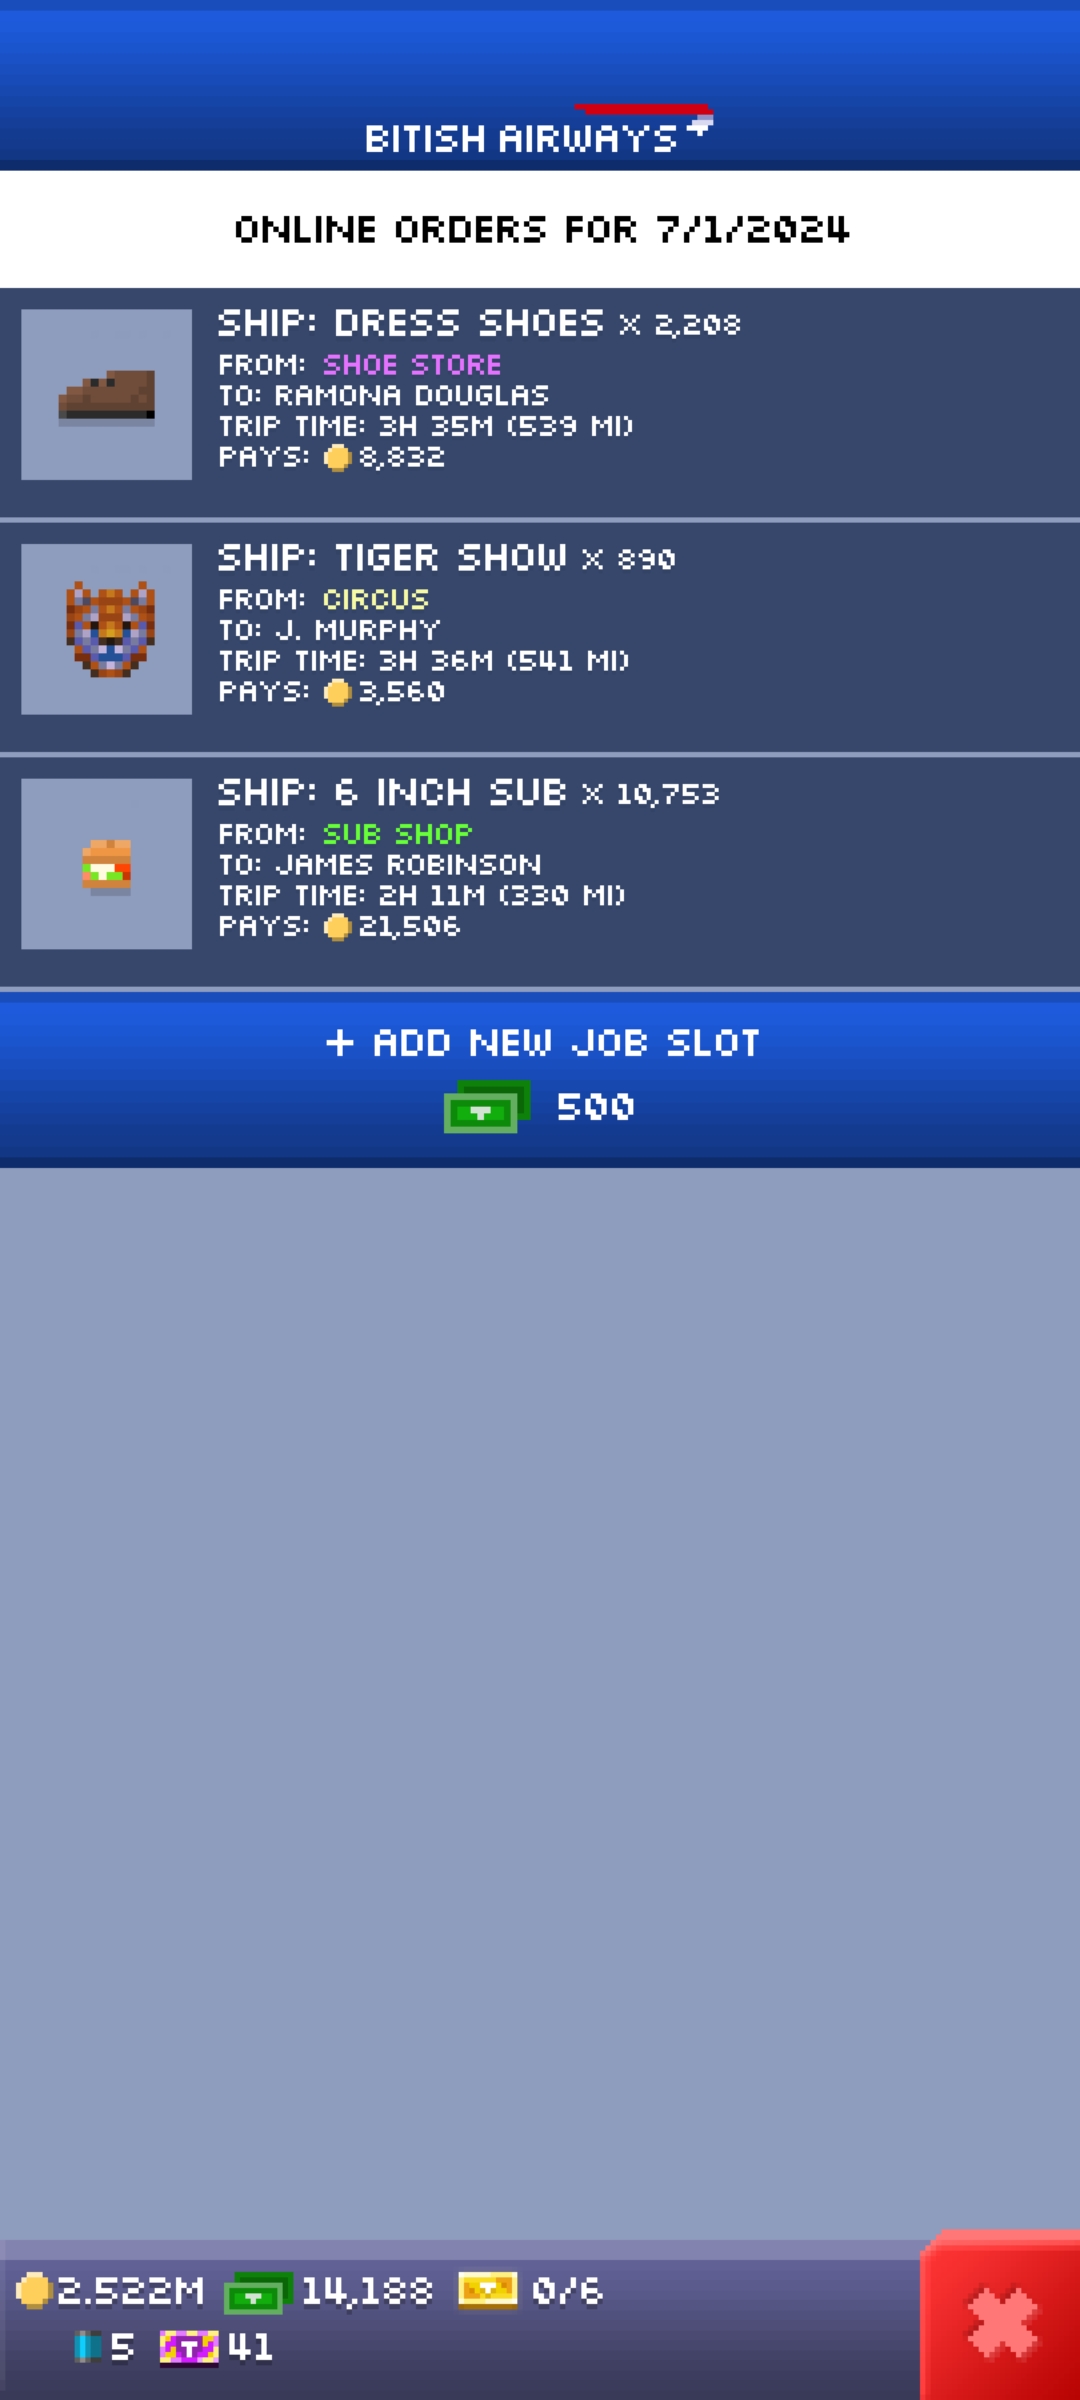 BITISH AIRWAYS
ONLINE ORDERS FOR 7/1/2024
SHIP: DRESS SHOES X 2,208
FROM: SHOE STORE
TO: RAMONA DOUGLAS
TRIP TIME: 3H 35M (539 MI)
PAYS: 8,832
SHIP: TIGER SHOW X 890
FROM: CIRCUS
TO: J. MURPHY
TRIP TIME: 3H 36M (541 MI)
PAYS: 3,560
SHIP: 6 INCH SUB X 10,753
FROM: SUB SHOP
TO: JAMES ROBINSON
TRIP TIME: 2H 11M (330 MI)
PAYS: 21,506
+ ADD NEW JOB SLOT
500
2.522M 14,188 0/6
5 T 41